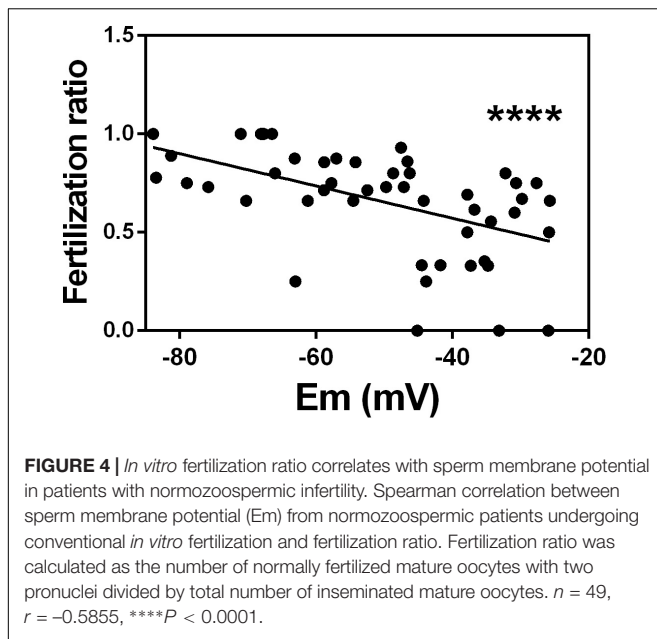 1.5
****
1.0
0.5
0.0
Fertilization ratio
-80 -60 -40 -20
Em (mV)
FIGURE 4 | In vitro fertilization ratio correlates with sperm membrane potential
in patients with normozoospermic infertility. Spearman correlation between
sperm membrane potential (Em) from normozoospermic patients undergoing
conventional in vitro fertilization and fertilization ratio. Fertilization ratio was
calculated as the number of normally fertilized mature oocytes with two
pronuclei divided by total number of inseminated mature oocytes. n = 49,
r = –0.5855, ****P < 0.0001.